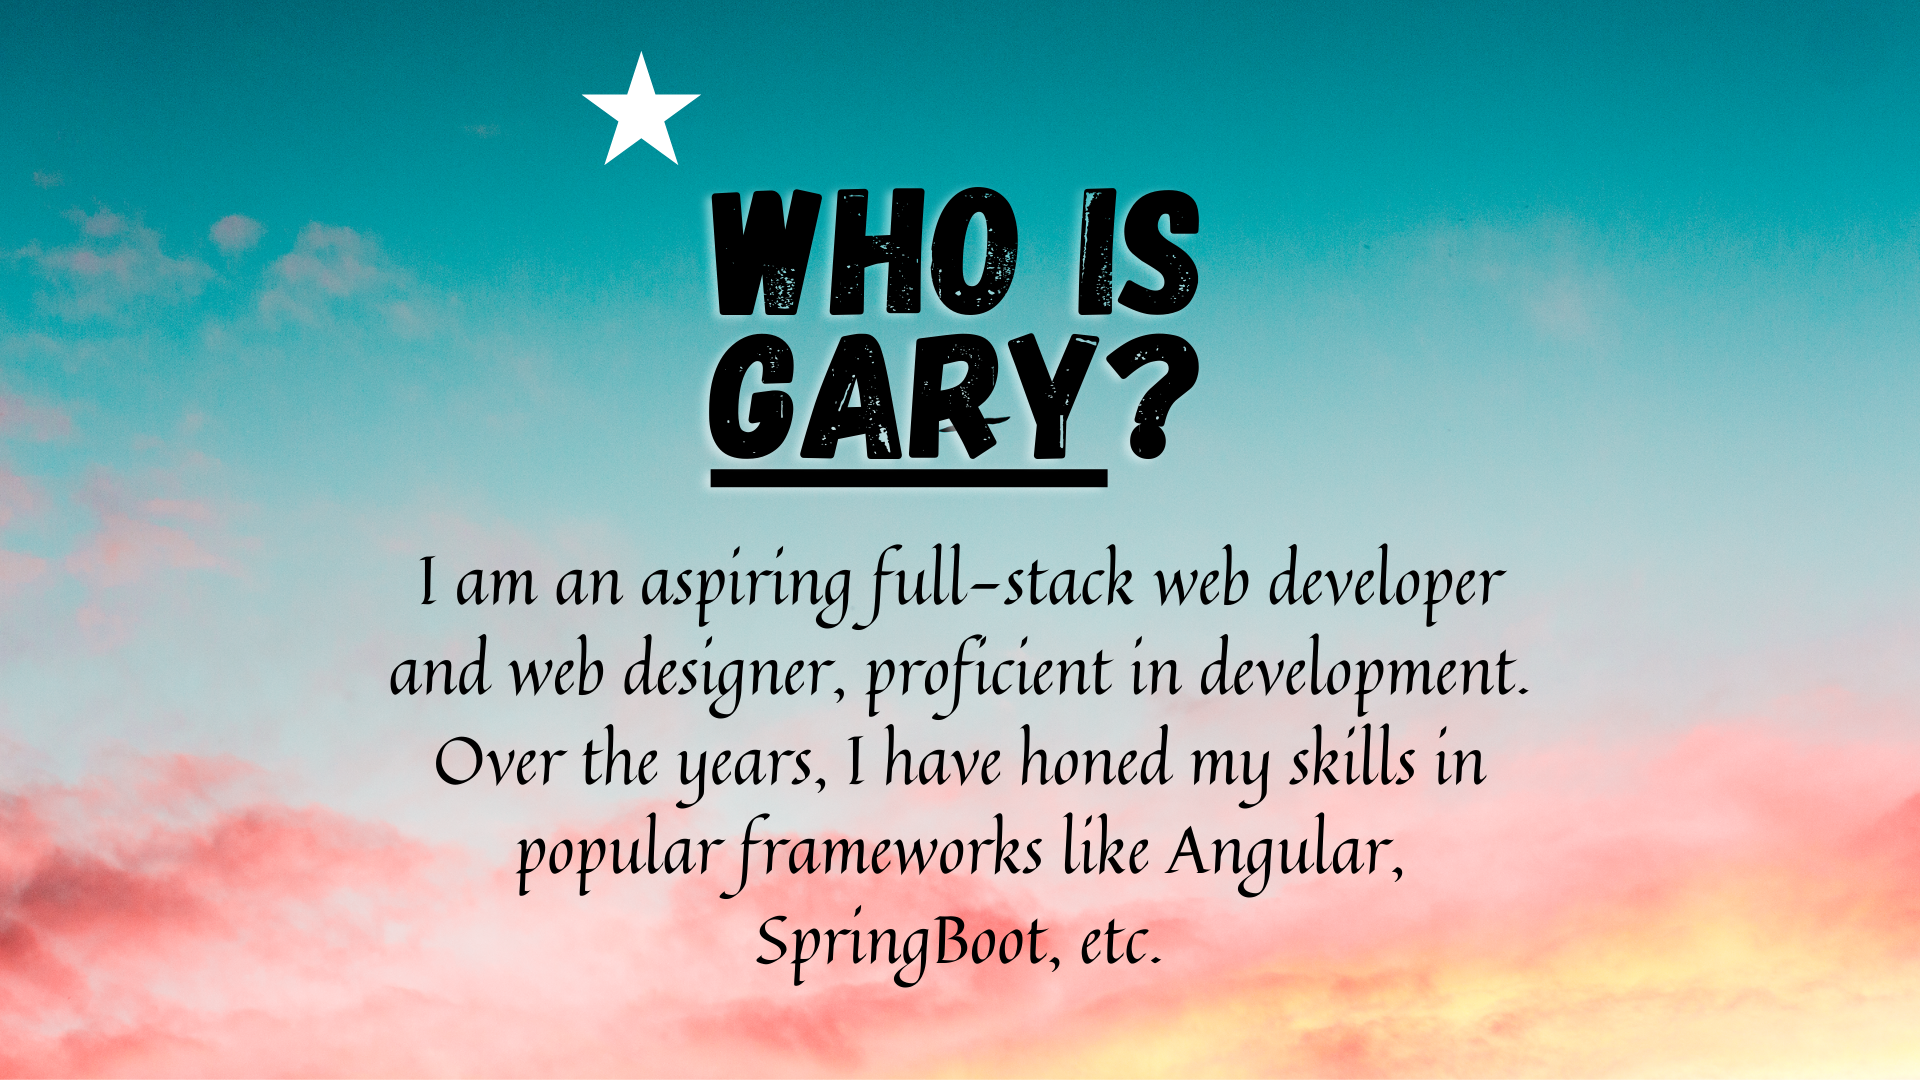 WHO IS
GARY?
I am an aspiring full-stack web developer
and web designer, proficient in development.
Over the years, I have honed my skills in
popular frameworks like Angular,
SpringBoot, etc.